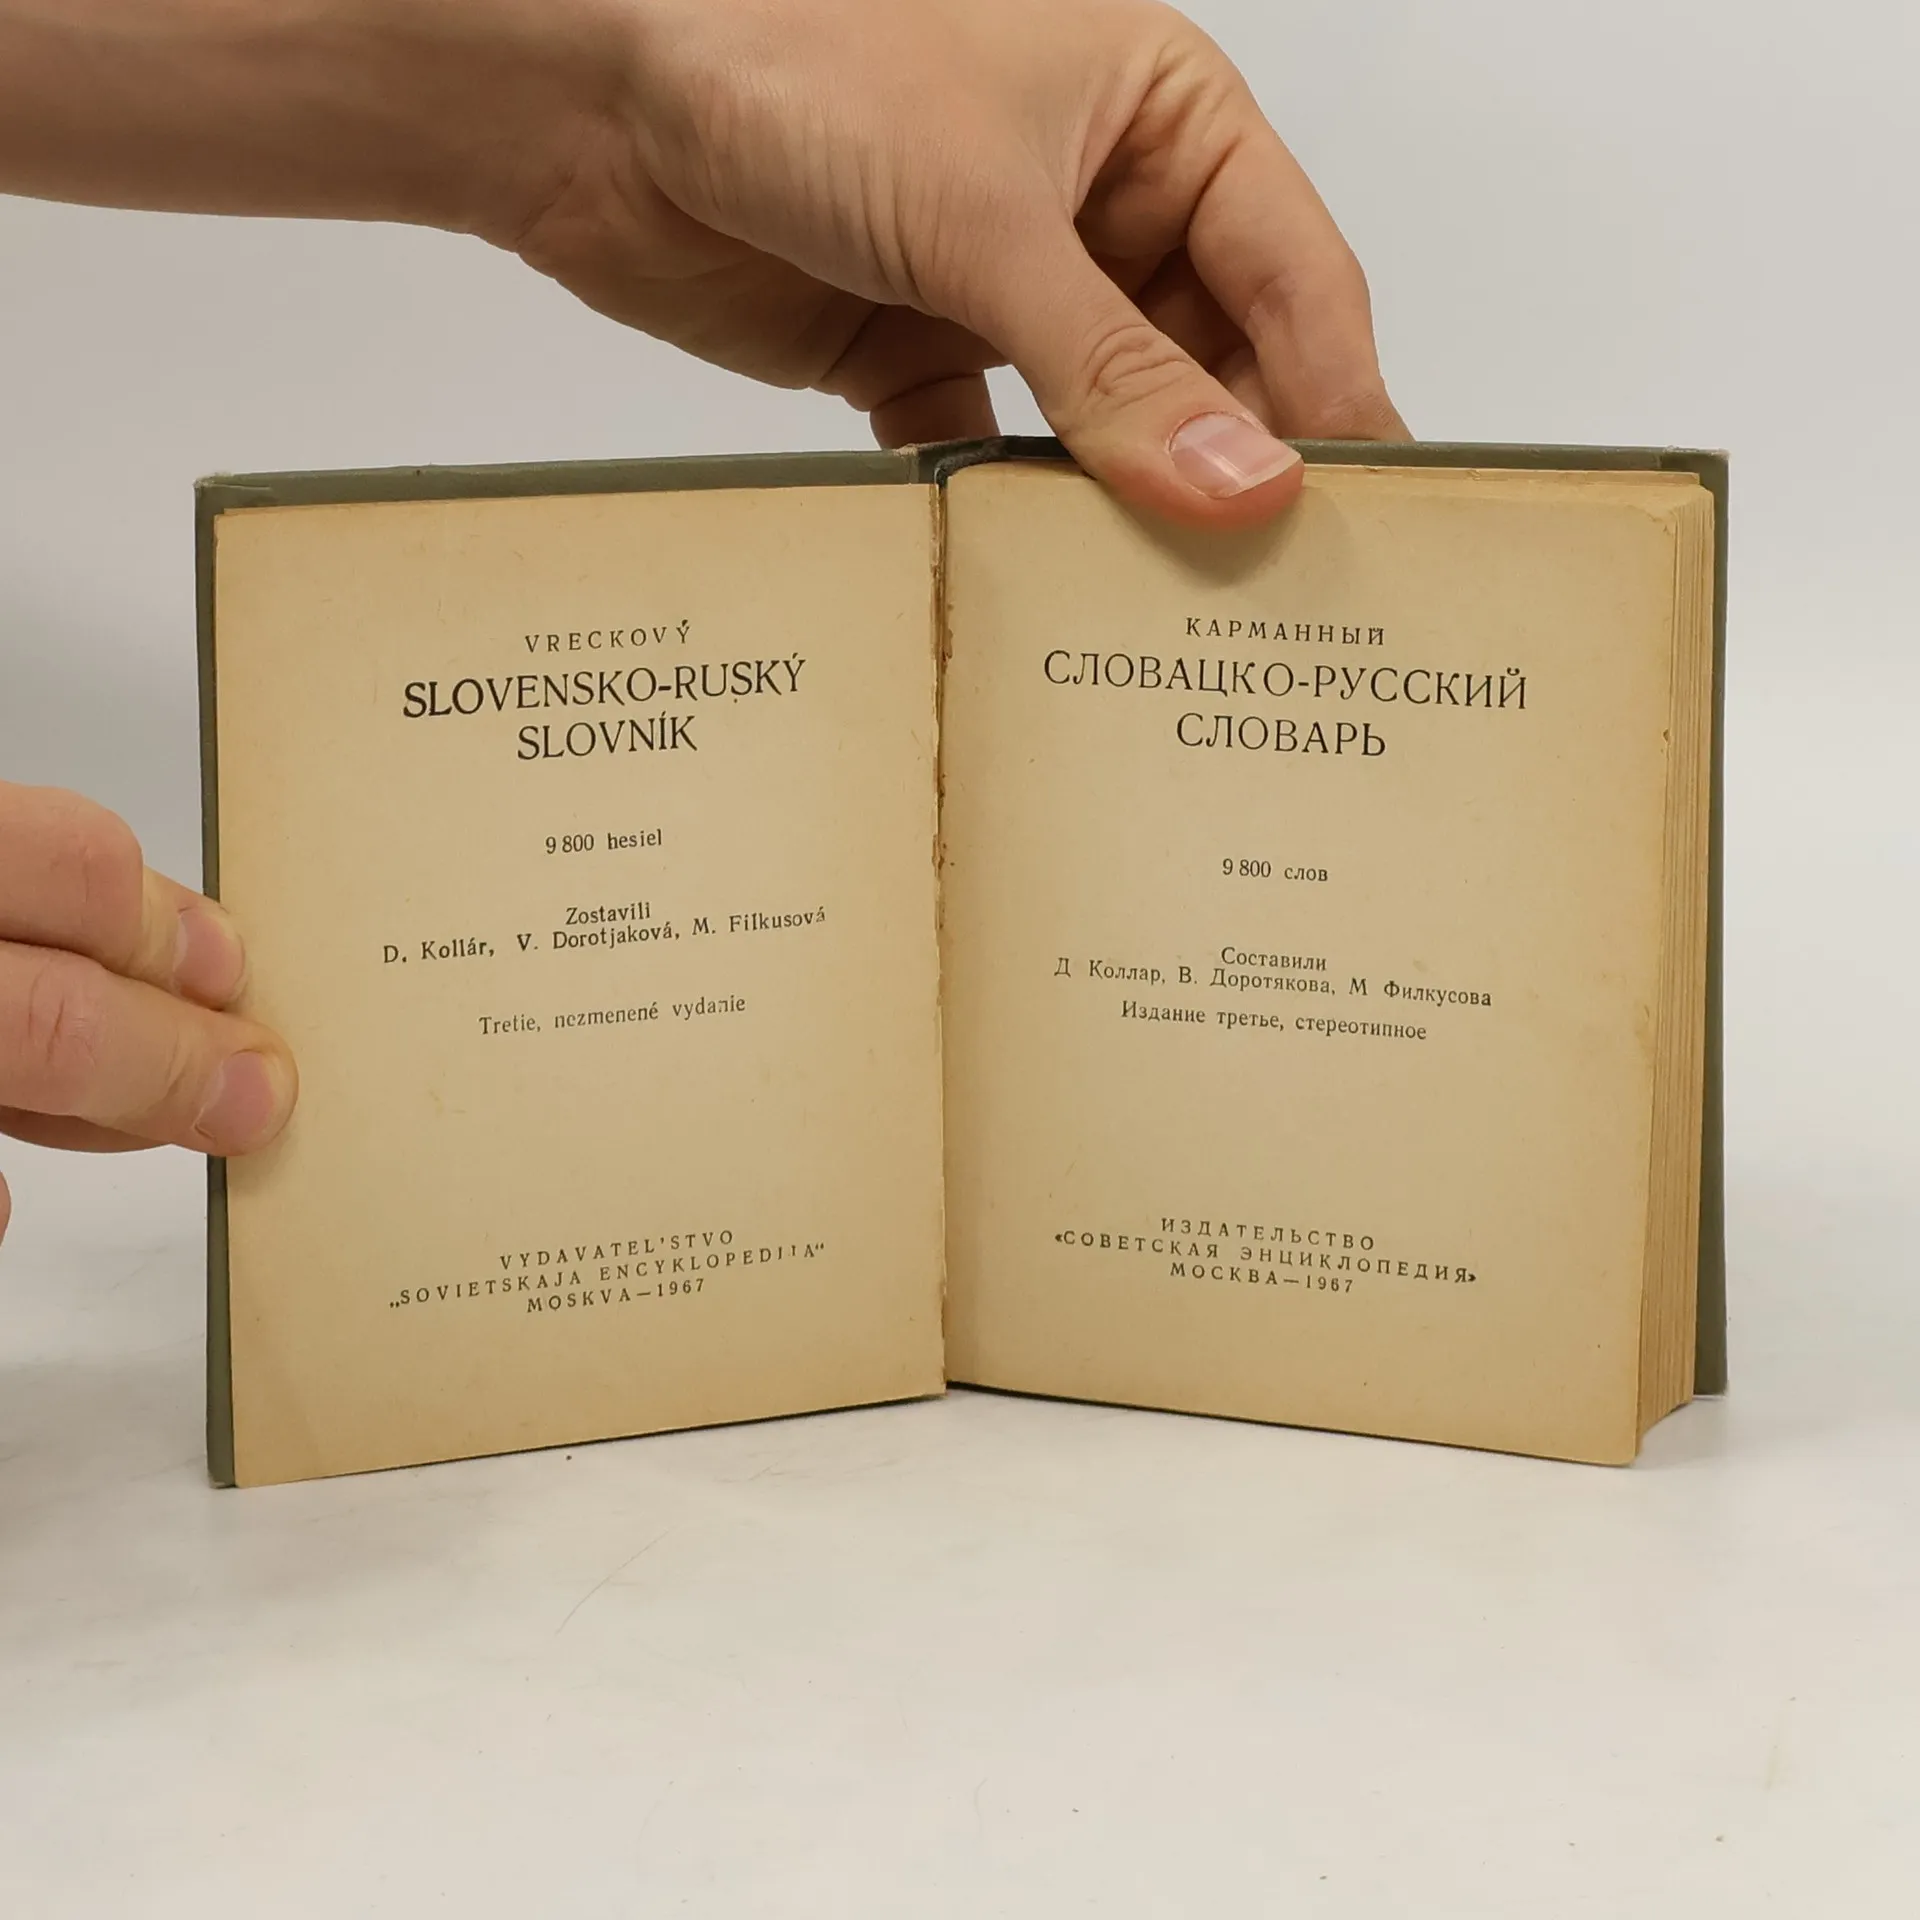 VRECKOVÝ
SLOVENSKO-RUSKÝ
SLOVNÍK
9 800 hesiel
Zostavili
D. Kollár, V. Dorotjaková, M. Filkusová
Tretie, nezmenené vydanie
VYDAVATEL'STVO
„SOVIETSKAJA ENCYKLOPEDIJA“
MOSKVA—1967
КАРМАННЫЙ
СЛОВАЦКО-РУССКИЙ
СЛОВАРЬ
9 800 слов
Составили
Д Коллар, В. Доротякова, М Филкусова
Издание третье, стереотипное
ИЗДАТЕЛЬСТВО
«СОВЕТСКАЯ ЭНЦИКЛОПЕДИЯ»
МОСКВА—1967